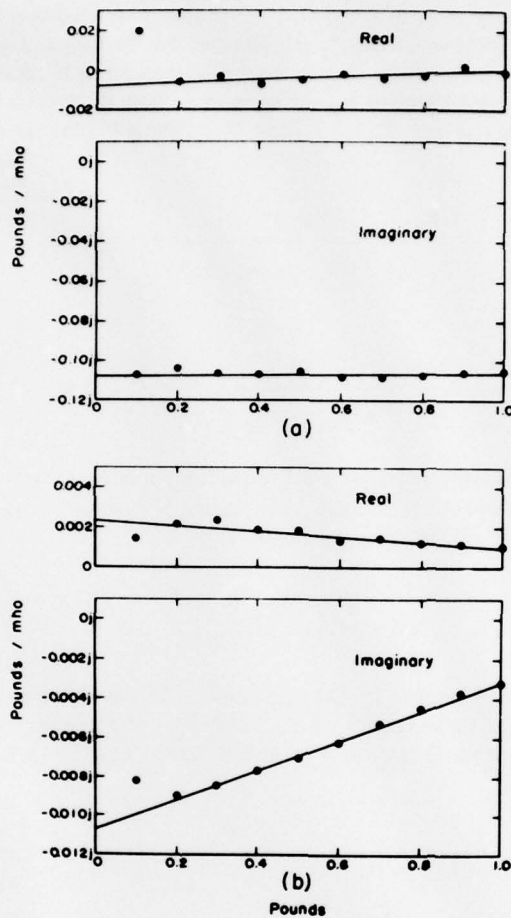 0.02
Real
0
-0.02
0j
-0.02j
-0.04j
Imaginary
-0.06j
-0.08j
-0.10j
-0.12j
Pounds / mho
0 0.2 0.4 0.6 0.8 1.0
(a)
0.004
Real
0.002
0
0j
-0.002j
Imaginary
-0.004j
-0.006j
-0.008j
-0.010j
-0.012j
Pounds / mho
0 0.2 0.4 0.6 0.8 1.0
(b)
Pounds